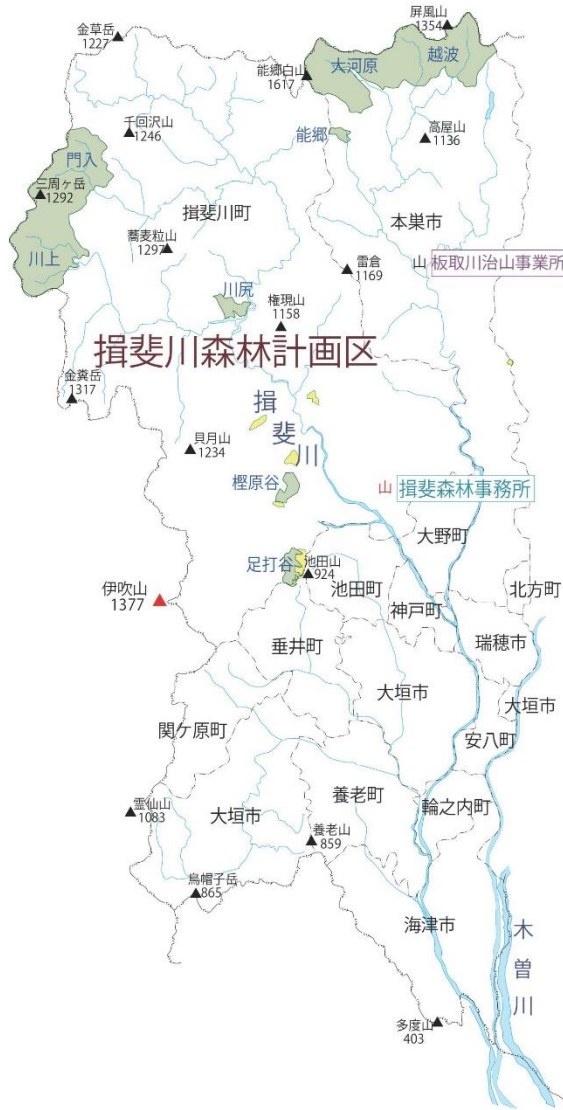 屏風山
1354
金草岳
1227
越波
大河原
能郷白山
1617
千回沢山
1246
能郷
高屋山
1136
門入
三周ヶ岳
1292
揖斐川町
本巣市
蕎麦粒山
1297
川上
雷倉
1169
山 板取川治山事業所
川尻
権現山
1158
揖斐川森林計画区
金糞岳
1317
揖斐川
貝月山
1234
樫原谷
山 揖斐森林事務所
大野町
足打谷
池田山
924
伊吹山
1377
池田町
神戸町
北方町
垂井町
瑞穂市
大垣市
大垣市
関ケ原町
安八町
養老町
輪之内町
霊仙山
1083
大垣市
養老山
859
烏帽子岳
865
海津市
木曽川
多度山
403